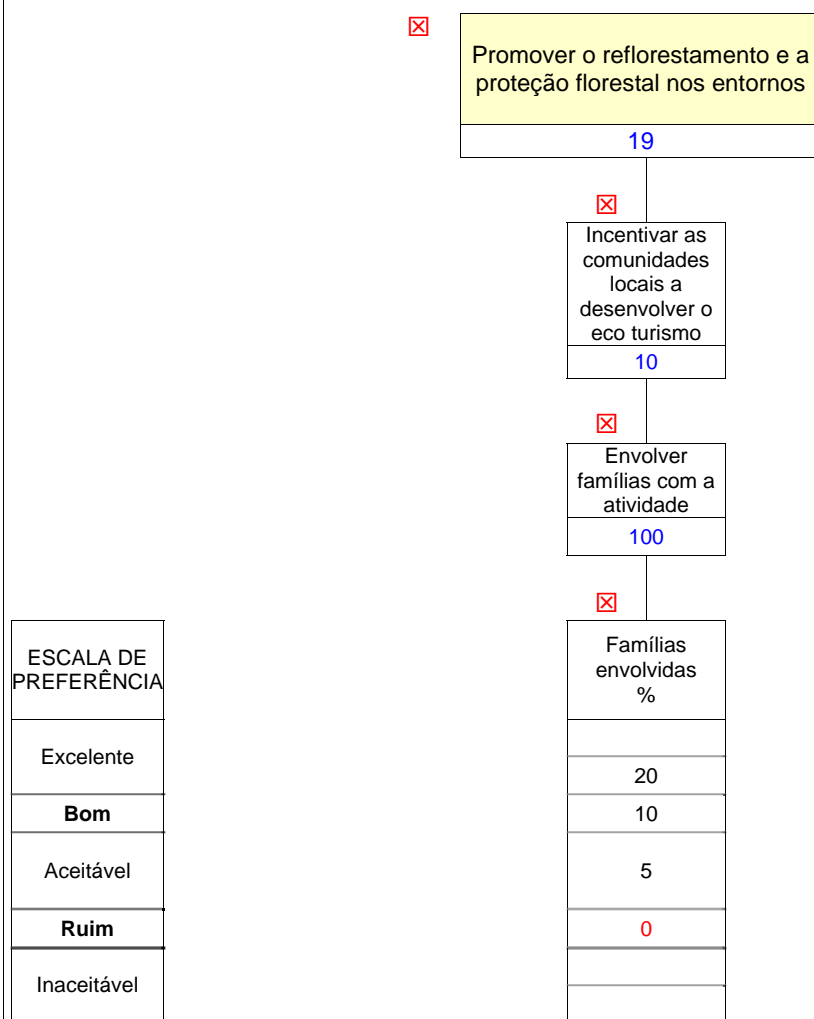 Promover o reflorestamento e a
proteção florestal nos entornos
19
Incentivar as
comunidades
locais a
desenvolver o
eco turismo
10
Envolver
famílias com a
atividade
100
ESCALA DE
PREFERÊNCIA
Famílias
envolvidas
%
Excelente
20
Bom
10
Aceitável
5
Ruim
0
Inaceitável